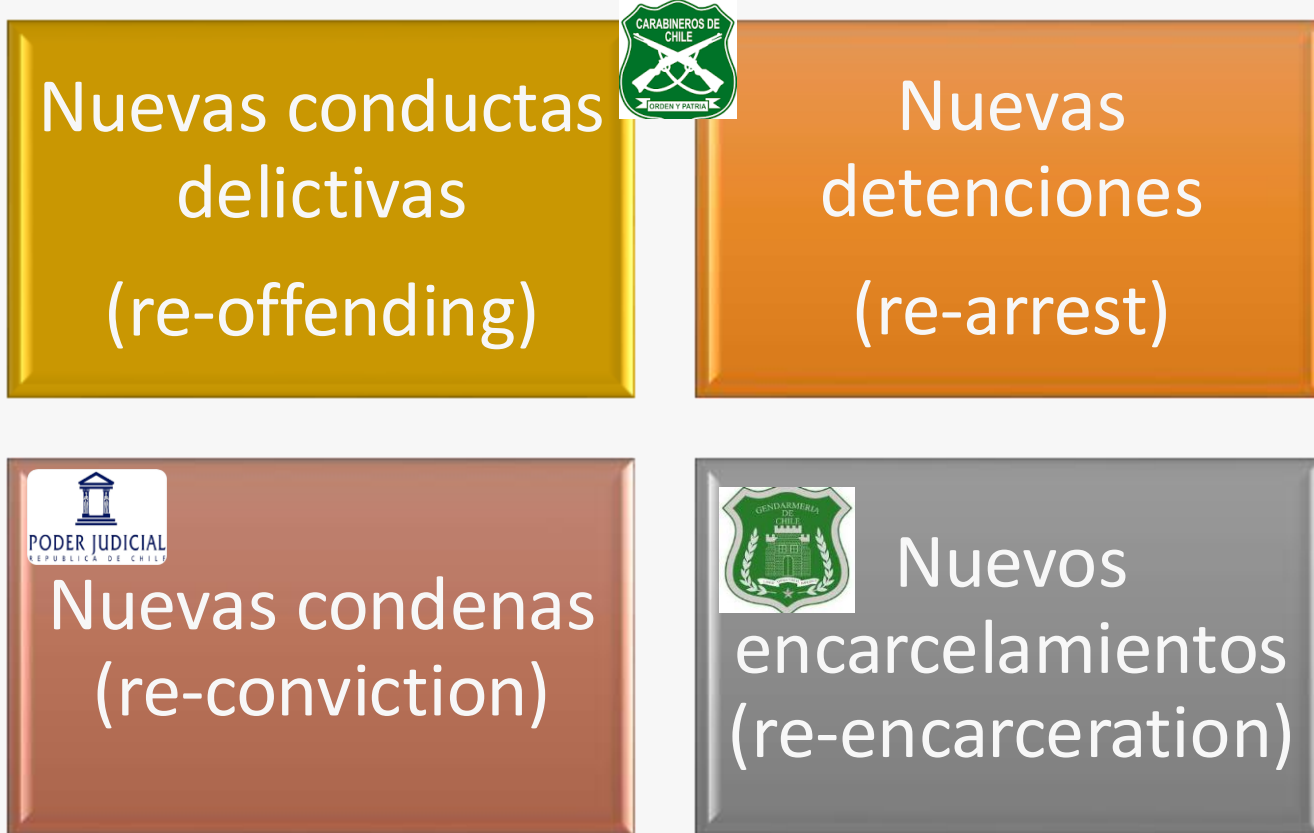 CARABINEROS DE
CHILE
ORDEN Y PATRIA
Nuevas conductas
delictivas
(re-offending)
Nuevas
detenciones
(re-arrest)
PODER JUDICIAL
REPUBLICA DE CHILE
Nuevas condenas
(re-conviction)
GENDARMERIA
DE
CHILE
Nuevos
encarcelamientos
(re-encarceration)